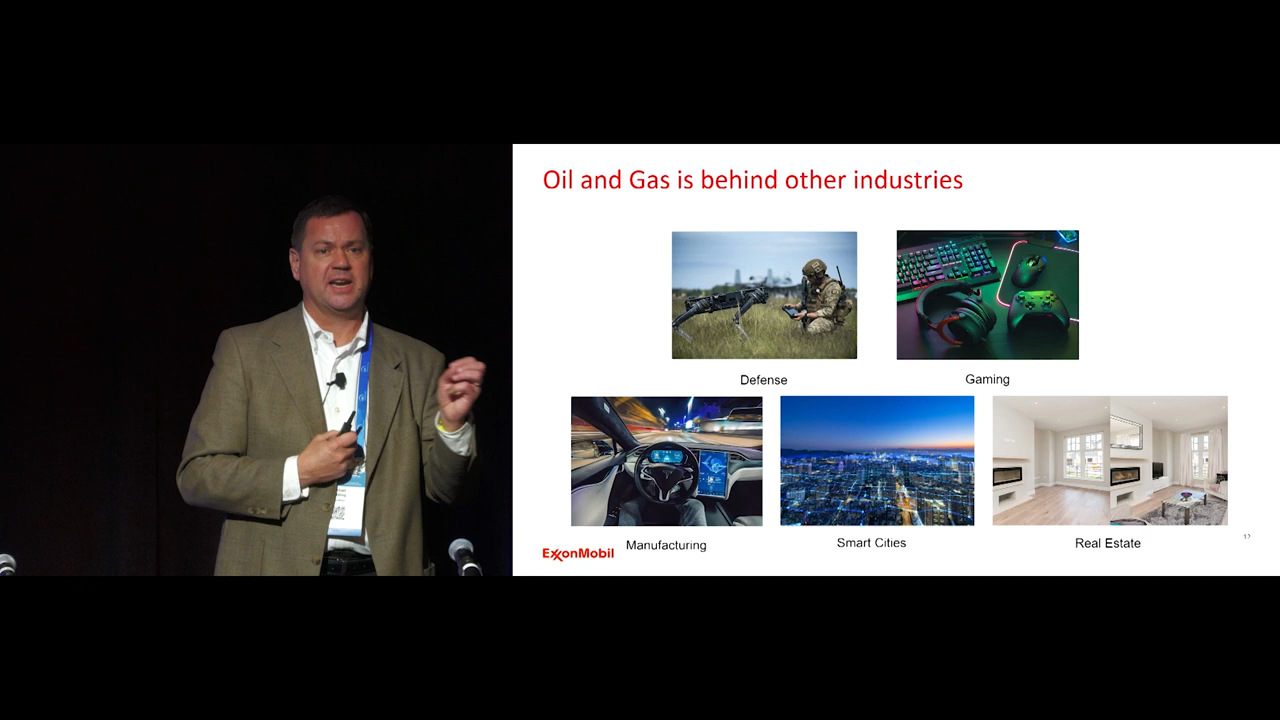 Oil and Gas is behind other industries
Defense
Gaming
Manufacturing
Smart Cities
Real Estate
ExxonMobil